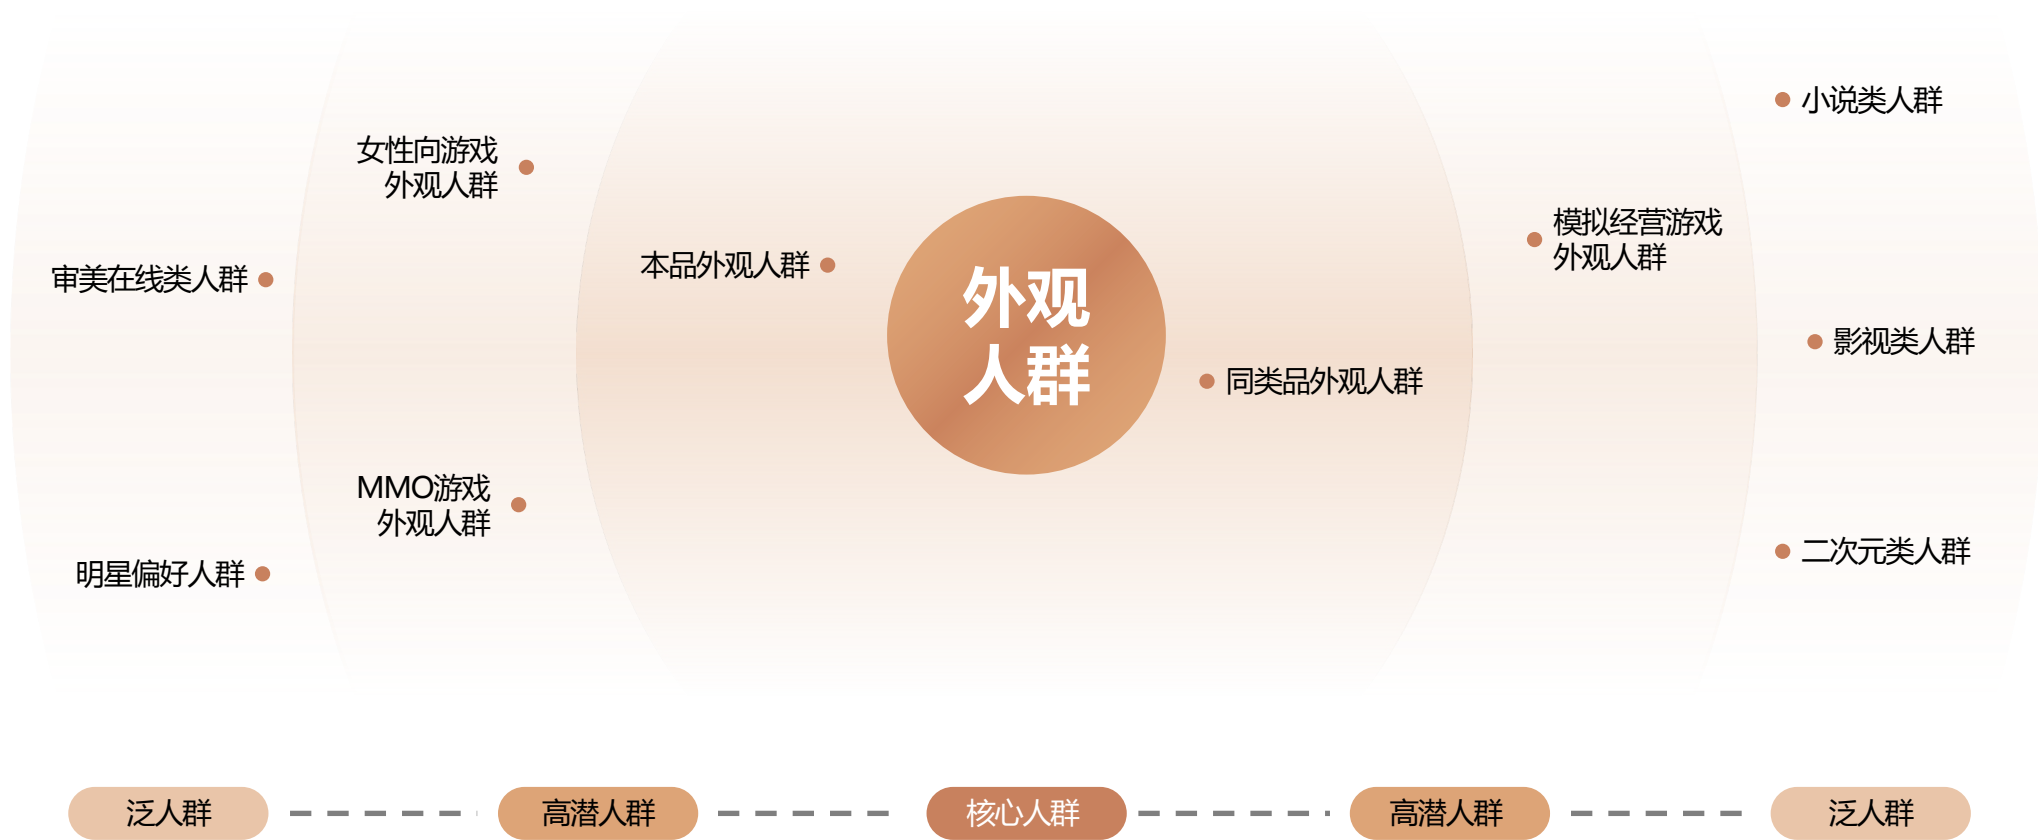 小说类人群
女性向游戏
外观人群
模拟经营游戏
外观人群
本品外观人群
审美在线类人群
外观
人群
影视类人群
同类品外观人群
MMO游戏
外观人群
二次元类人群
明星偏好人群
泛人群
高潜人群
核心人群
高潜人群
泛人群